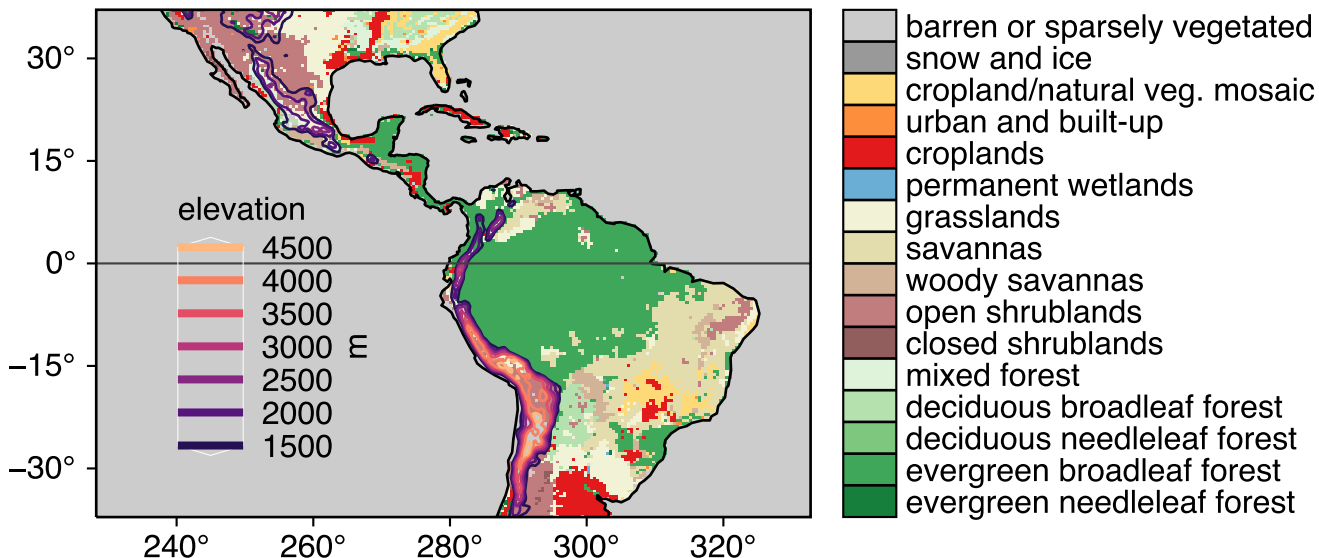 30°
15°
0°
−15°
−30°
240°
260°
280°
300°
320°
elevation
4500
4000
3500
3000
2500
2000
1500
m
barren or sparsely vegetated
snow and ice
cropland/natural veg. mosaic
urban and built-up
croplands
permanent wetlands
grasslands
savannas
woody savannas
open shrublands
closed shrublands
mixed forest
deciduous broadleaf forest
deciduous needleleaf forest
evergreen broadleaf forest
evergreen needleleaf forest